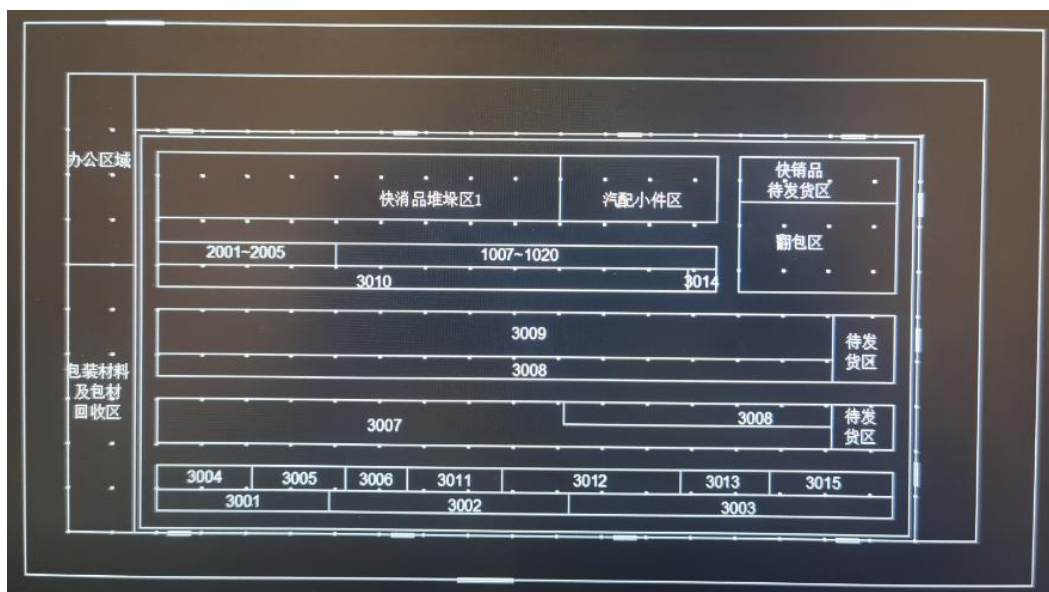 办公区域
快消品堆垛区1
汽配小件区
快销品
待发货区
翻包区
2001~2005
1007~1020
3010
3014
3009
待发
货区
3008
包装材料
及包材
回收区
3007
3008
待发
货区
3004
3005
3006
3011
3012
3013
3015
3001
3002
3003